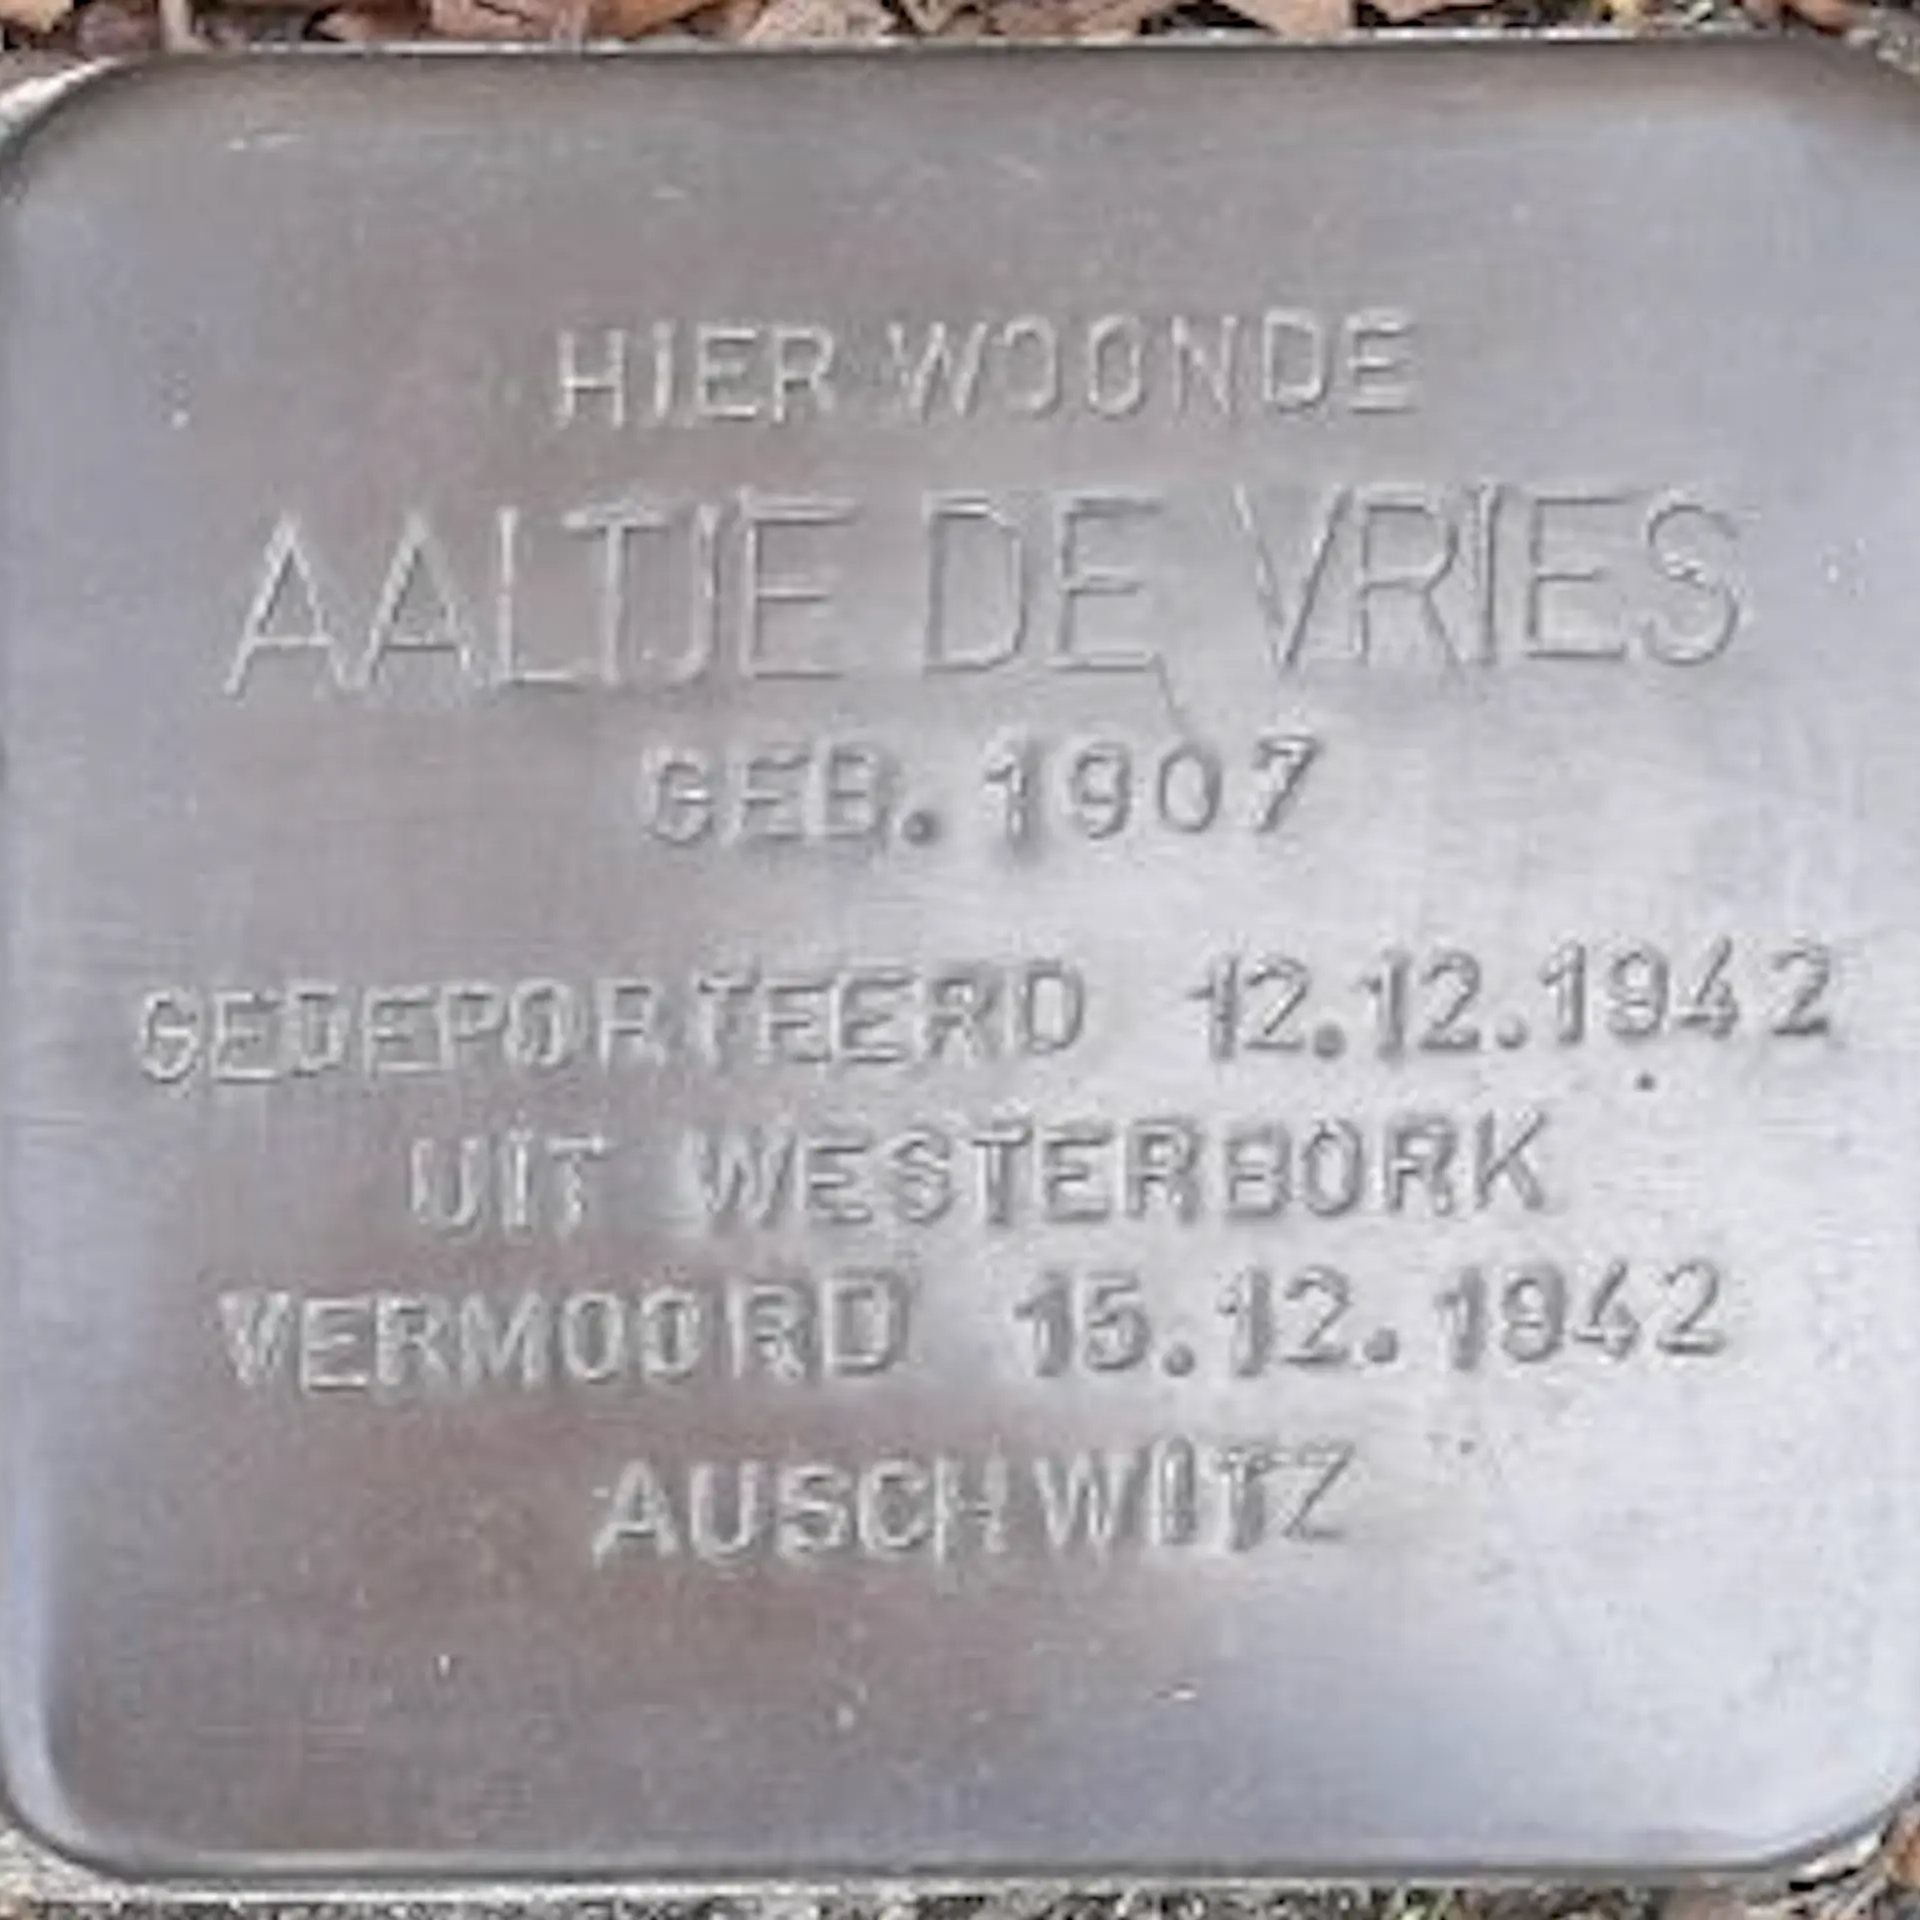 HIER WOONDE
AALTJE DE VRIES
GEB. 1907
GEDEPORTEERD 12.12.1942
UIT WESTERBORK
VERMOORD 15.12.1942
AUSCHWITZ